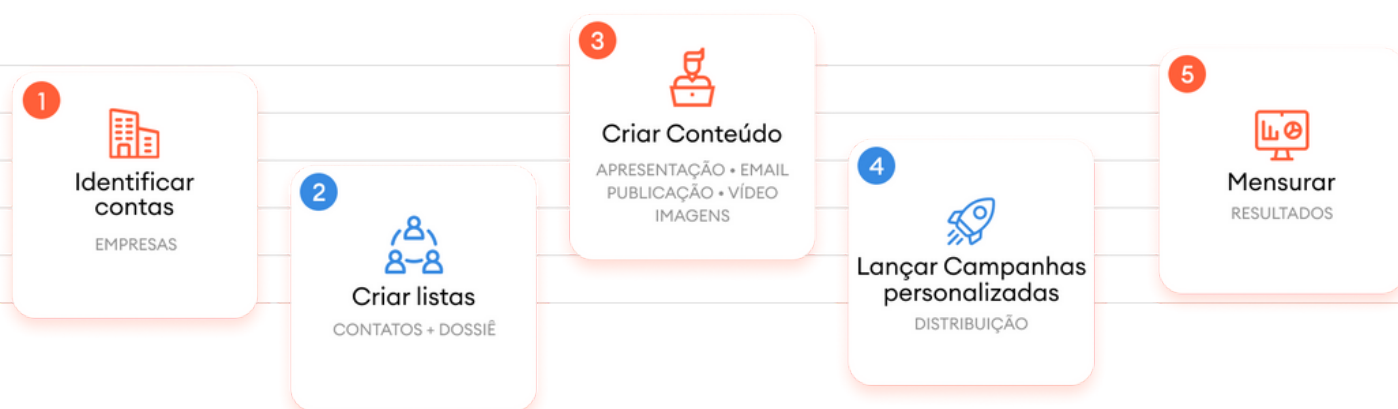 1
Identificar
contas
EMPRESAS
2
Criar listas
CONTATOS + DOSSIÊ
3
Criar Conteúdo
APRESENTAÇÃO • EMAIL
PUBLICAÇÃO • VÍDEO
IMAGENS
4
Lançar Campanhas
personalizadas
DISTRIBUIÇÃO
5
Mensurar
RESULTADOS